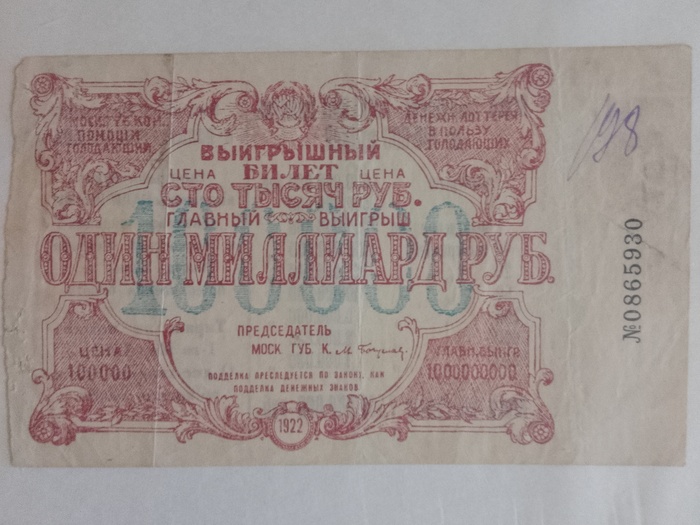 МОСК. ГУБ. КОМ.
ПОМОЩИ
ГОЛОДАЮЩИМ
ДЕНЕЖН. ЛОТТЕРЕЯ
В ПОЛЬЗУ
ГОЛОДАЮЩИХ
ВЫИГРЫШНЫЙ
ЦЕНА БИЛЕТ ЦЕНА
СТО ТЫСЯЧ РУБ.
ГЛАВНЫЙ ВЫИГРЫШ
100000
ОДИН МИЛЛИАРД РУБ.
ПРЕДСЕДАТЕЛЬ
МОСК. ГУБ. К.
ЦЕНА
100000
ГЛАВН. ВЫИГР.
1000000000
ПОДДЕЛКА ПРЕСЛЕДУЕТСЯ ПО ЗАКОНУ, КАК
ПОДДЕЛКА ДЕНЕЖНЫХ ЗНАКОВ.
1922
№0865930
198